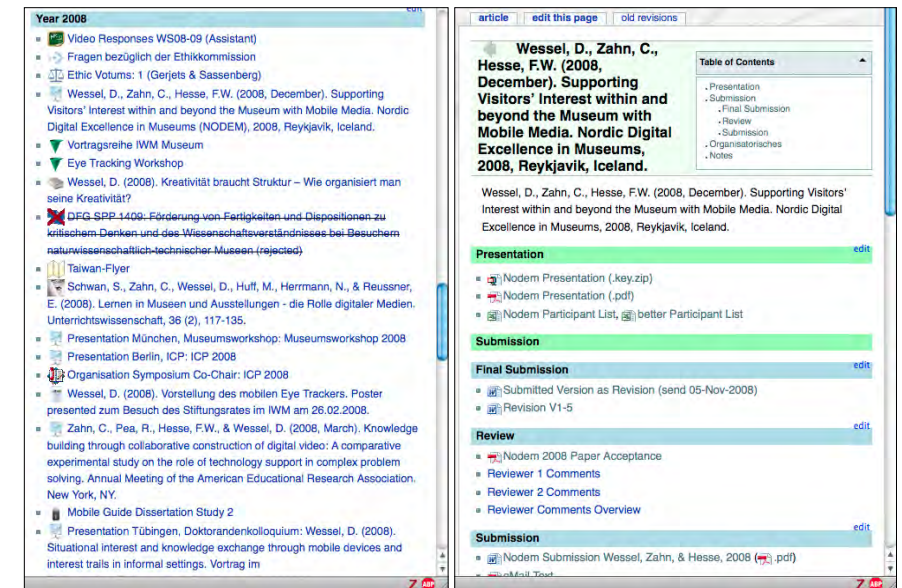 edit
Year 2008
Video Responses WS08-09 (Assistant)
Fragen bezüglich der Ethikkommission
Ethic Votums: 1 (Gerjets & Sassenberg)
Wessel, D., Zahn, C., Hesse, F.W. (2008, December). Supporting
Visitors' Interest within and beyond the Museum with Mobile Media. Nordic
Digital Excellence in Museums (NODEM), 2008, Reykjavik, Iceland.
Vortragsreihe IWM Museum
Eye Tracking Workshop
Wessel, D. (2008). Kreativität braucht Struktur – Wie organisiert man
seine Kreativität?
DFG SPP 1409: Förderung von Fertigkeiten und Dispositionen zu
kritischem Denken und des Wissenschaftsverständnisses bei Besuchern
naturwissenschaftlich-technischer Museen (rejected)
Taiwan-Flyer
Schwan, S., Zahn, C., Wessel, D., Huff, M., Herrmann, N., & Reussner,
E. (2008). Lernen in Museen und Ausstellungen - die Rolle digitaler Medien.
Unterrichtswissenschaft, 36 (2), 117-135.
Presentation München, Museumsworkshop: Museumsworkshop 2008
Presentation Berlin, ICP: ICP 2008
Organisation Symposium Co-Chair: ICP 2008
Wessel, D. (2008). Vorstellung des mobilen Eye Trackers. Poster
presented zum Besuch des Stiftungsrates im IWM am 26.02.2008.
Zahn, C., Pea, R., Hesse, F.W., & Wessel, D. (2008, March). Knowledge
building through collaborative construction of digital video: A comparative
experimental study on the role of technology support in complex problem
solving. Annual Meeting of the American Educational Research Association.
New York, NY.
Mobile Guide Dissertation Study 2
Presentation Tübingen, Doktorandenkolloquium: Wessel, D. (2008).
Situational interest and knowledge exchange through mobile devices and
interest trails in informal settings. Vortrag im
7 ABP
article edit this page old revisions
Wessel, D., Zahn, C.,
Hesse, F.W. (2008,
December). Supporting
Visitors' Interest within and
beyond the Museum with
Mobile Media. Nordic Digital
Excellence in Museums,
2008, Reykjavik, Iceland.
Table of Contents
Presentation
Submission
Final Submission
Review
Submission
Organisatorisches
Notes
Wessel, D., Zahn, C., Hesse, F.W. (2008, December). Supporting Visitors'
Interest within and beyond the Museum with Mobile Media. Nordic Digital
Excellence in Museums, 2008, Reykjavik, Iceland.
edit
Presentation
Nodem Presentation (.key.zip)
Nodem Presentation (.pdf)
Nodem Participant List, better Participant List
Submission
edit
Final Submission
Submitted Version as Revision (send 05-Nov-2008)
Revision V1-5
edit
Review
Nodem 2008 Paper Acceptance
Reviewer 1 Comments
Reviewer 2 Comments
Reviewer Comments Overview
edit
Submission
Nodem Submission Wessel, Zahn, & Hesse, 2008 (.pdf)
eMail Text
7 ABP